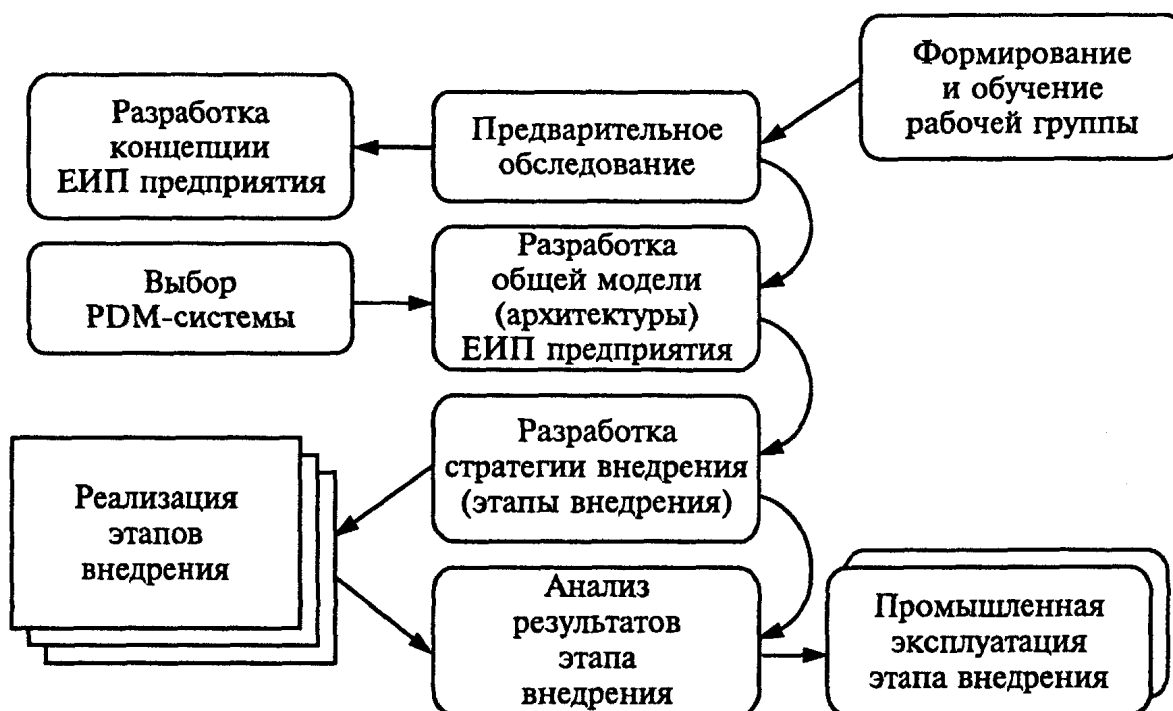 Формирование
и обучение
рабочей группы
Разработка
концепции
ЕИП предприятия
Предварительное
обследование
Выбор
PDM-системы
Разработка
общей модели
(архитектуры)
ЕИП предприятия
Разработка
стратегии внедрения
(этапы внедрения)
Реализация
этапов
внедрения
Анализ
результатов
этапа
внедрения
Промышленная
эксплуатация
этапа внедрения